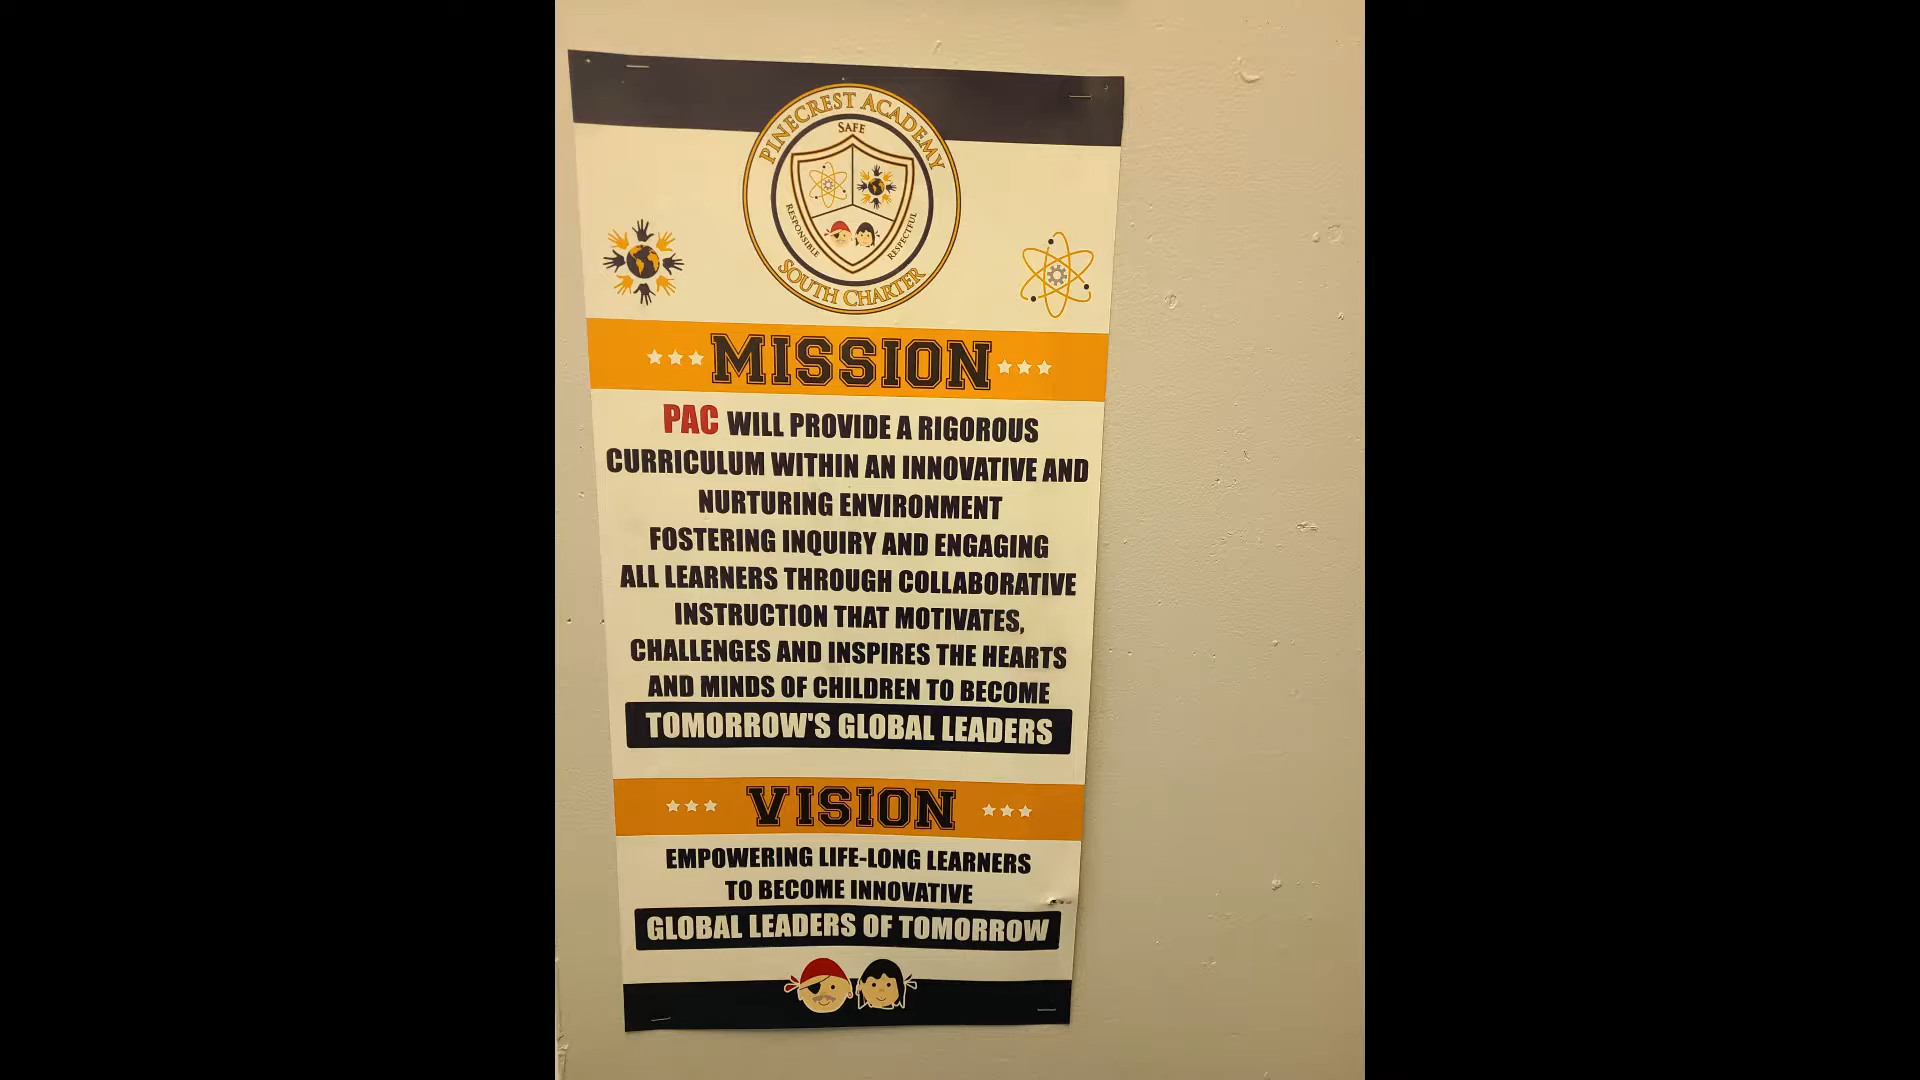 PINECREST ACADEMY
SAFE
RESPONSIBLE
RESPECTFUL
SOUTH CHARTER
MISSION
PAC WILL PROVIDE A RIGOROUS
CURRICULUM WITHIN AN INNOVATIVE AND
NURTURING ENVIRONMENT
FOSTERING INQUIRY AND ENGAGING
ALL LEARNERS THROUGH COLLABORATIVE
INSTRUCTION THAT MOTIVATES,
CHALLENGES AND INSPIRES THE HEARTS
AND MINDS OF CHILDREN TO BECOME
TOMORROW'S GLOBAL LEADERS
VISION
EMPOWERING LIFE-LONG LEARNERS
TO BECOME INNOVATIVE
GLOBAL LEADERS OF TOMORROW